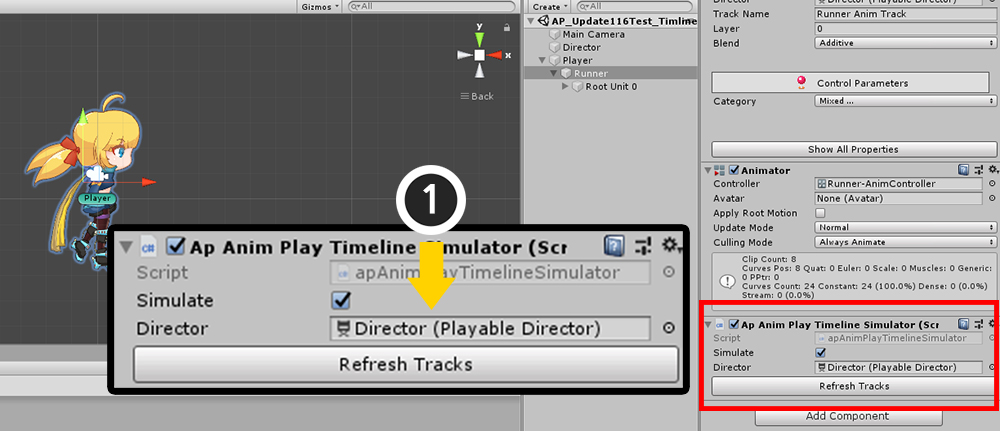 Gizmos
All
y
x
Back
Player
1
Ap Anim Play Timeline Simulator (Scr
Script
apAnimPlayTimelineSimulator
Simulate
Director
Director (Playable Director)
Refresh Tracks
Create
All
AP_Update116Test_Timline
Main Camera
Director
Player
Runner
Root Unit 0
Director
Director (Playable Director)
Track Name
Runner Anim Track
Layer
0
Blend
Additive
Control Parameters
Category
Mixed ...
Show All Properties
Animator
Controller
Runner-AnimController
Avatar
None (Avatar)
Apply Root Motion
Update Mode
Normal
Culling Mode
Always Animate
Clip Count: 8
Curves Pos: 8 Quat: 0 Euler: 0 Scale: 0 Muscles: 0 Generic:
0 PPtr: 0
Curves Count: 24 Constant: 24 (100.0%) Dense: 0 (0.0%)
Stream: 0 (0.0%)
Ap Anim Play Timeline Simulator (Scr
Script
apAnimPlayTimelineSimulator
Simulate
Director
Director (Playable Director)
Refresh Tracks
Add Component